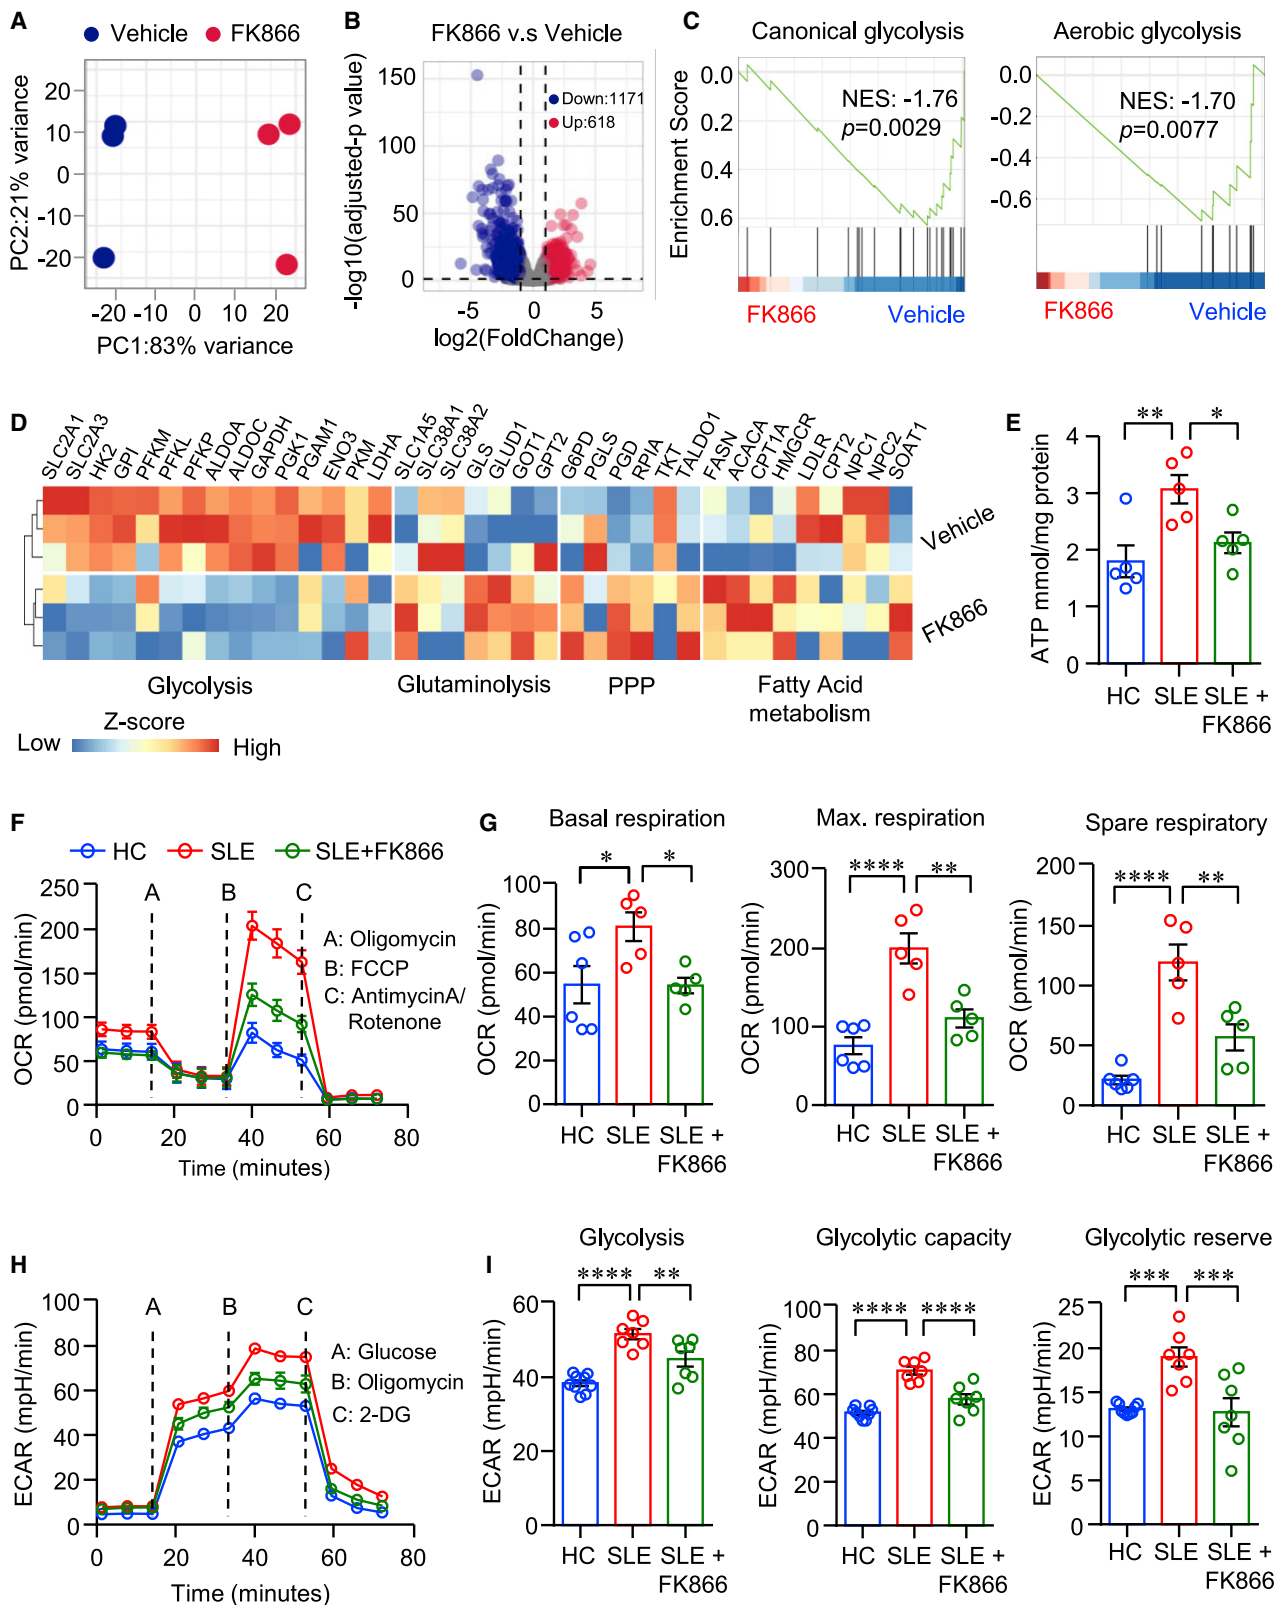 A
Vehicle
FK866
PC2:21% variance
20
10
0
-10
-20
-20
-10
0
10
20
PC1:83% variance
B
FK866 v.s Vehicle
-log10(adjusted-p value)
150
100
50
25
0
Down:1171
Up:618
-5
0
5
log2(FoldChange)
C
Canonical glycolysis
Enrichment Score
0.0
0.2
0.4
0.6
NES: -1.76
p=0.0029
FK866
Vehicle
Aerobic glycolysis
0.0
-0.2
-0.4
-0.6
NES: -1.70
p=0.0077
FK866
Vehicle
D
SLC2A1
SLC2A3
HK2
GPI
PFKM
PFKL
PFKP
ALDOA
ALDOC
GAPDH
PGK1
PGAM1
ENO3
PKM
LDHA
SLC1A5
SLC38A1
SLC38A2
GLS
GLUD1
GOT1
GPT2
G6PD
PGLS
PGD
RPIA
TKT
TALDO1
FASN
ACACA
CPT1A
HMGCR
LDLR
CPT2
NPC1
NPC2
SOAT1
Vehicle
FK866
Glycolysis
Glutaminolysis
PPP
Fatty Acid
metabolism
Z-score
Low
High
E
ATP mmol/mg protein
4
3
2
1
0
**
*
HC
SLE
SLE +
FK866
F
HC
SLE
SLE+FK866
OCR (pmol/min)
250
200
150
100
50
0
A
B
C
A: Oligomycin
B: FCCP
C: AntimycinA/
Rotenone
0
20
40
60
80
Time (minutes)
G
Basal respiration
OCR (pmol/min)
100
80
60
40
20
0
*
*
HC
SLE
SLE +
FK866
Max. respiration
OCR (pmol/min)
300
200
100
0
****
**
HC
SLE
SLE +
FK866
Spare respiratory
OCR (pmol/min)
200
150
100
50
0
****
**
HC
SLE
SLE +
FK866
H
ECAR (mpH/min)
100
80
60
40
20
0
A
B
C
A: Glucose
B: Oligomycin
C: 2-DG
0
20
40
60
80
Time (minutes)
I
Glycolysis
ECAR (mpH/min)
60
40
20
0
****
**
HC
SLE
SLE +
FK866
Glycolytic capacity
ECAR (mpH/min)
100
80
60
40
20
0
****
****
HC
SLE
SLE +
FK866
Glycolytic reserve
ECAR (mpH/min)
25
20
15
10
5
0
***
***
HC
SLE
SLE +
FK866